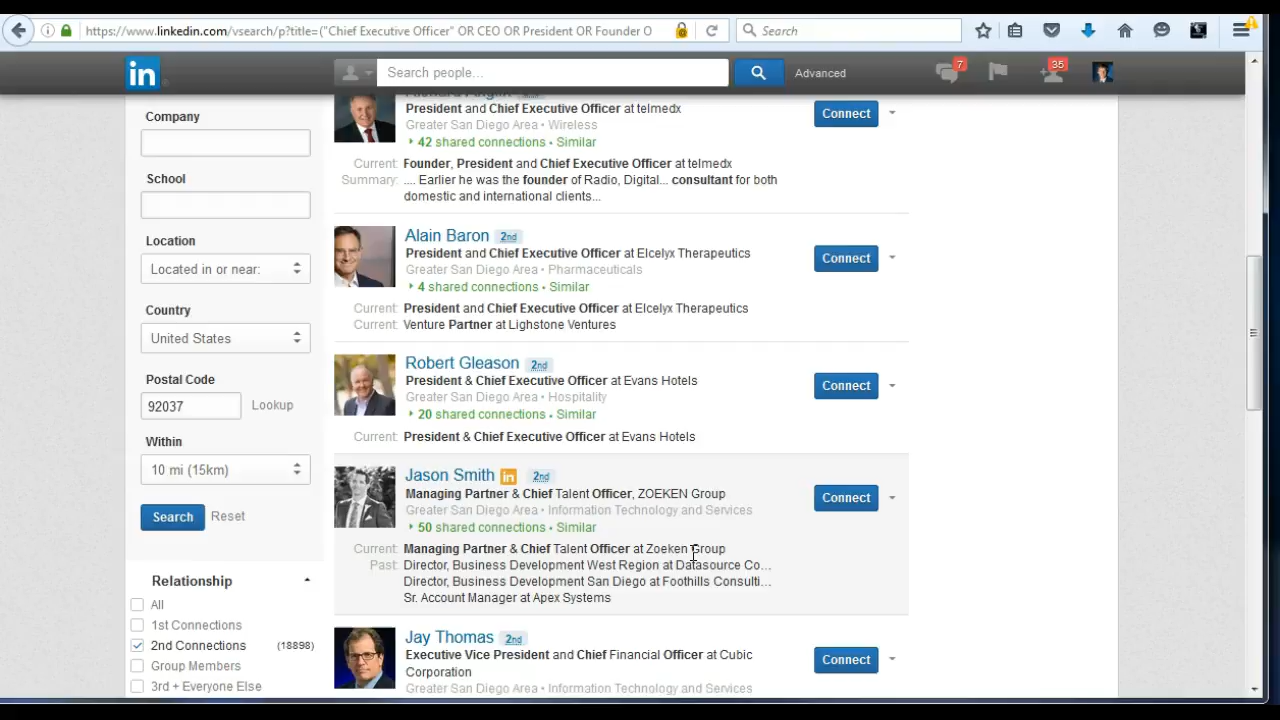 https://www.linkedin.com/vsearch/p?title=("Chief Executive Officer" OR CEO OR President OR Founder O
Search
in
Search people...
Advanced
7
35
Company
School
Location
Located in or near:
Country
United States
Postal Code
92037
Lookup
Within
10 mi (15km)
Search
Reset
Relationship
All
1st Connections
2nd Connections (18898)
Group Members
3rd + Everyone Else
President and Chief Executive Officer at telmedx
Connect
Greater San Diego Area • Wireless
42 shared connections • Similar
Current: Founder, President and Chief Executive Officer at telmedx
Summary: .... Earlier he was the founder of Radio, Digital... consultant for both
domestic and international clients...
Alain Baron 2nd
President and Chief Executive Officer at Elcelyx Therapeutics
Connect
Greater San Diego Area • Pharmaceuticals
4 shared connections • Similar
Current: President and Chief Executive Officer at Elcelyx Therapeutics
Current: Venture Partner at Lighstone Ventures
Robert Gleason 2nd
President & Chief Executive Officer at Evans Hotels
Connect
Greater San Diego Area • Hospitality
20 shared connections • Similar
Current: President & Chief Executive Officer at Evans Hotels
Jason Smith in 2nd
Managing Partner & Chief Talent Officer, ZOEKEN Group
Connect
Greater San Diego Area • Information Technology and Services
50 shared connections • Similar
Current: Managing Partner & Chief Talent Officer at Zoeken Group
Past: Director, Business Development West Region at Datasource Co...
Director, Business Development San Diego at Foothills Consulti...
Sr. Account Manager at Apex Systems
Jay Thomas 2nd
Executive Vice President and Chief Financial Officer at Cubic
Corporation
Connect
Greater San Diego Area • Information Technology and Services